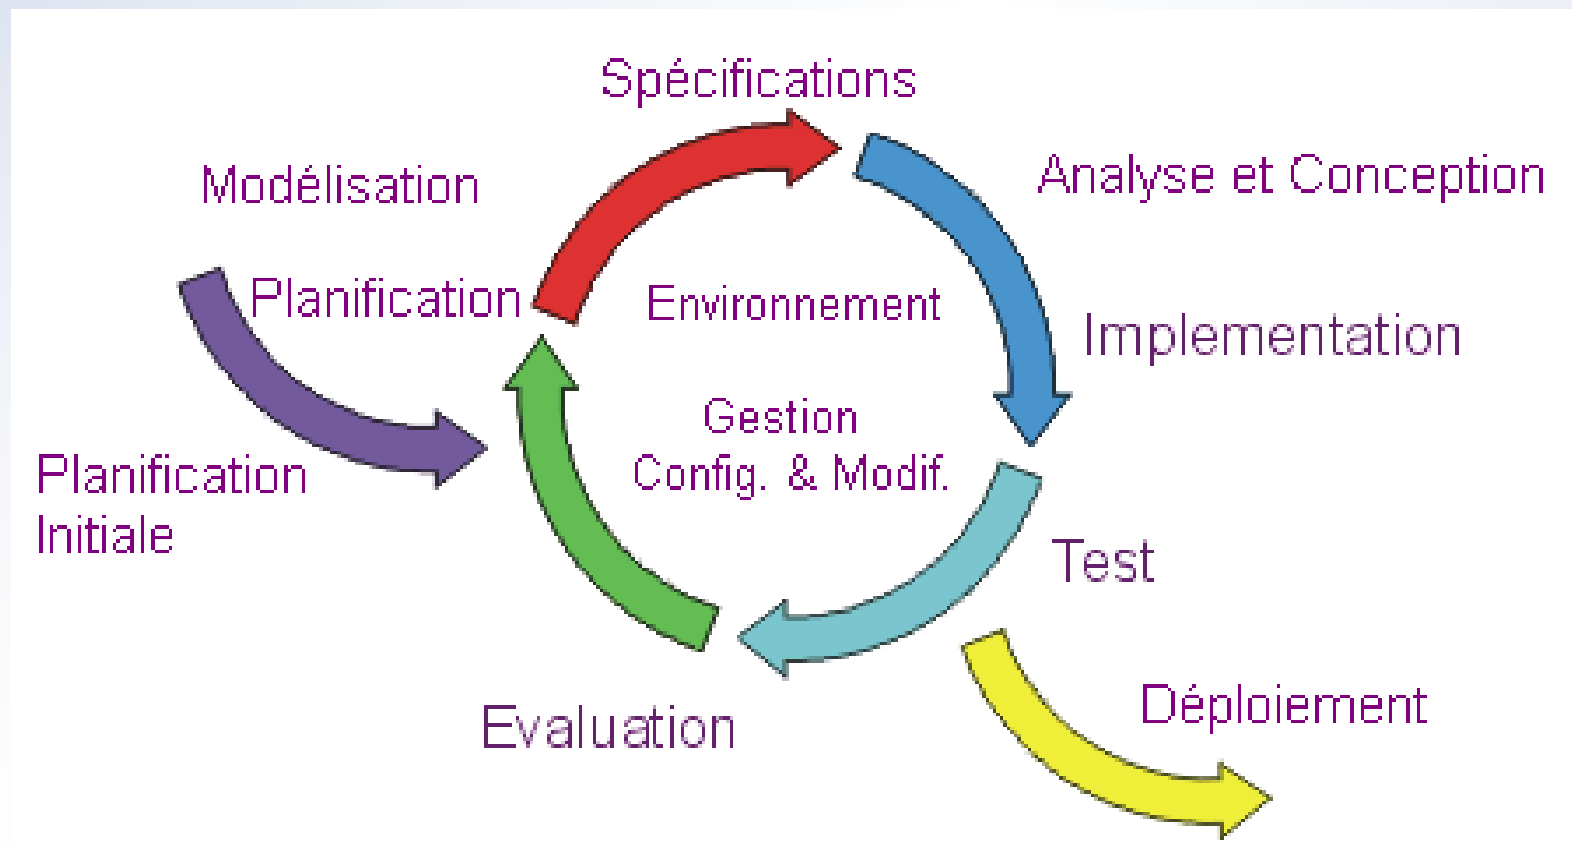 Spécifications
Modélisation
Analyse et Conception
Planification
Environnement
Implementation
Gestion
Config. & Modif.
Planification
Initiale
Test
Déploiement
Evaluation